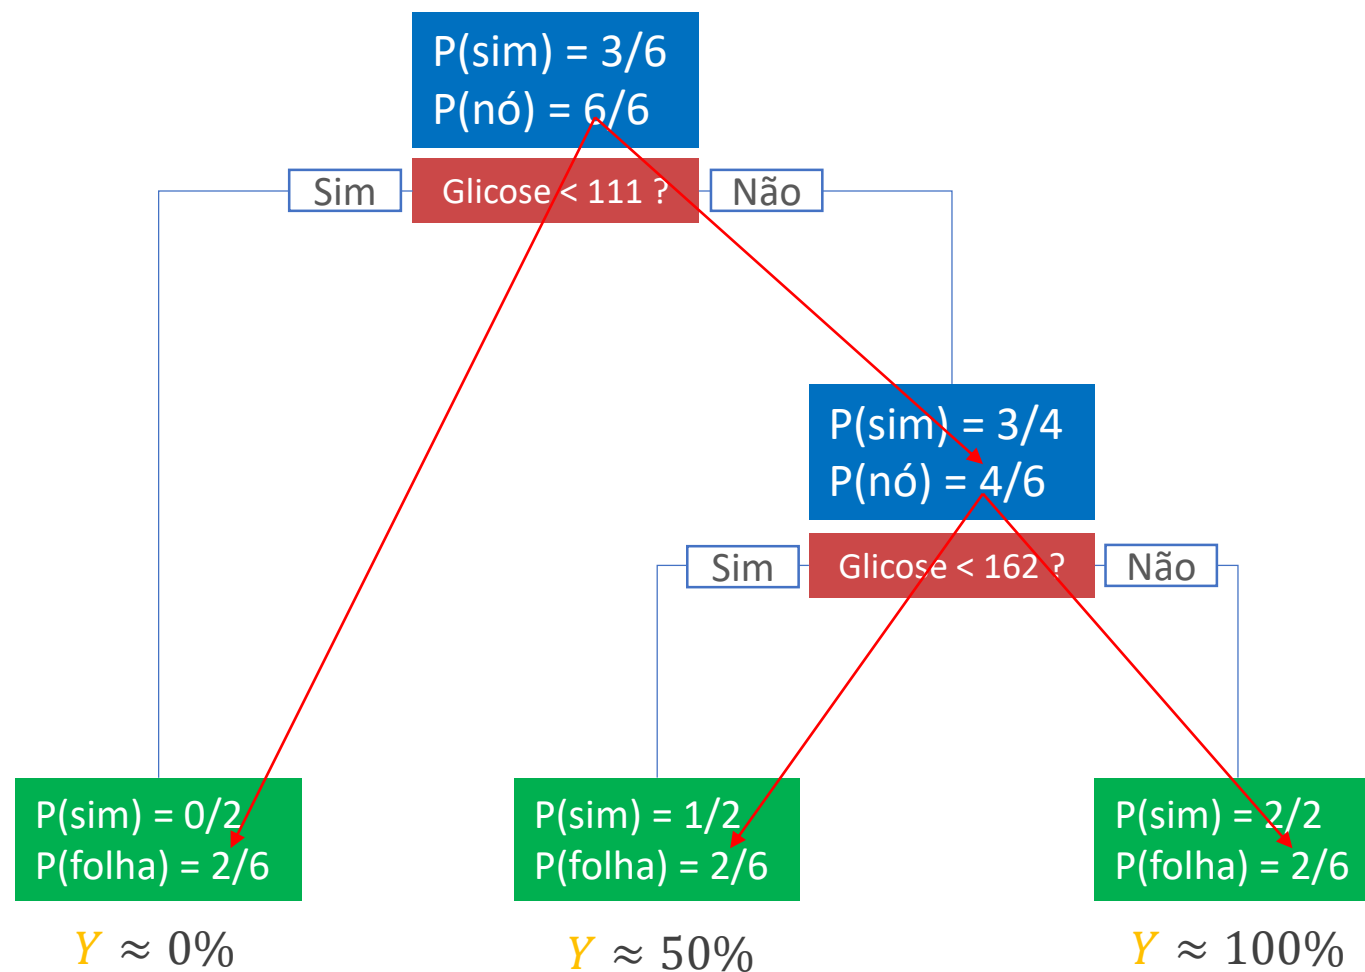 P(sim) = 3/6
P(nó) = 6/6
Sim
Glicose < 111 ?
Não
P(sim) = 3/4
P(nó) = 4/6
Sim
Glicose < 162 ?
Não
P(sim) = 0/2
P(folha) = 2/6
Y ≈ 0%
P(sim) = 1/2
P(folha) = 2/6
Y ≈ 50%
P(sim) = 2/2
P(folha) = 2/6
Y ≈ 100%